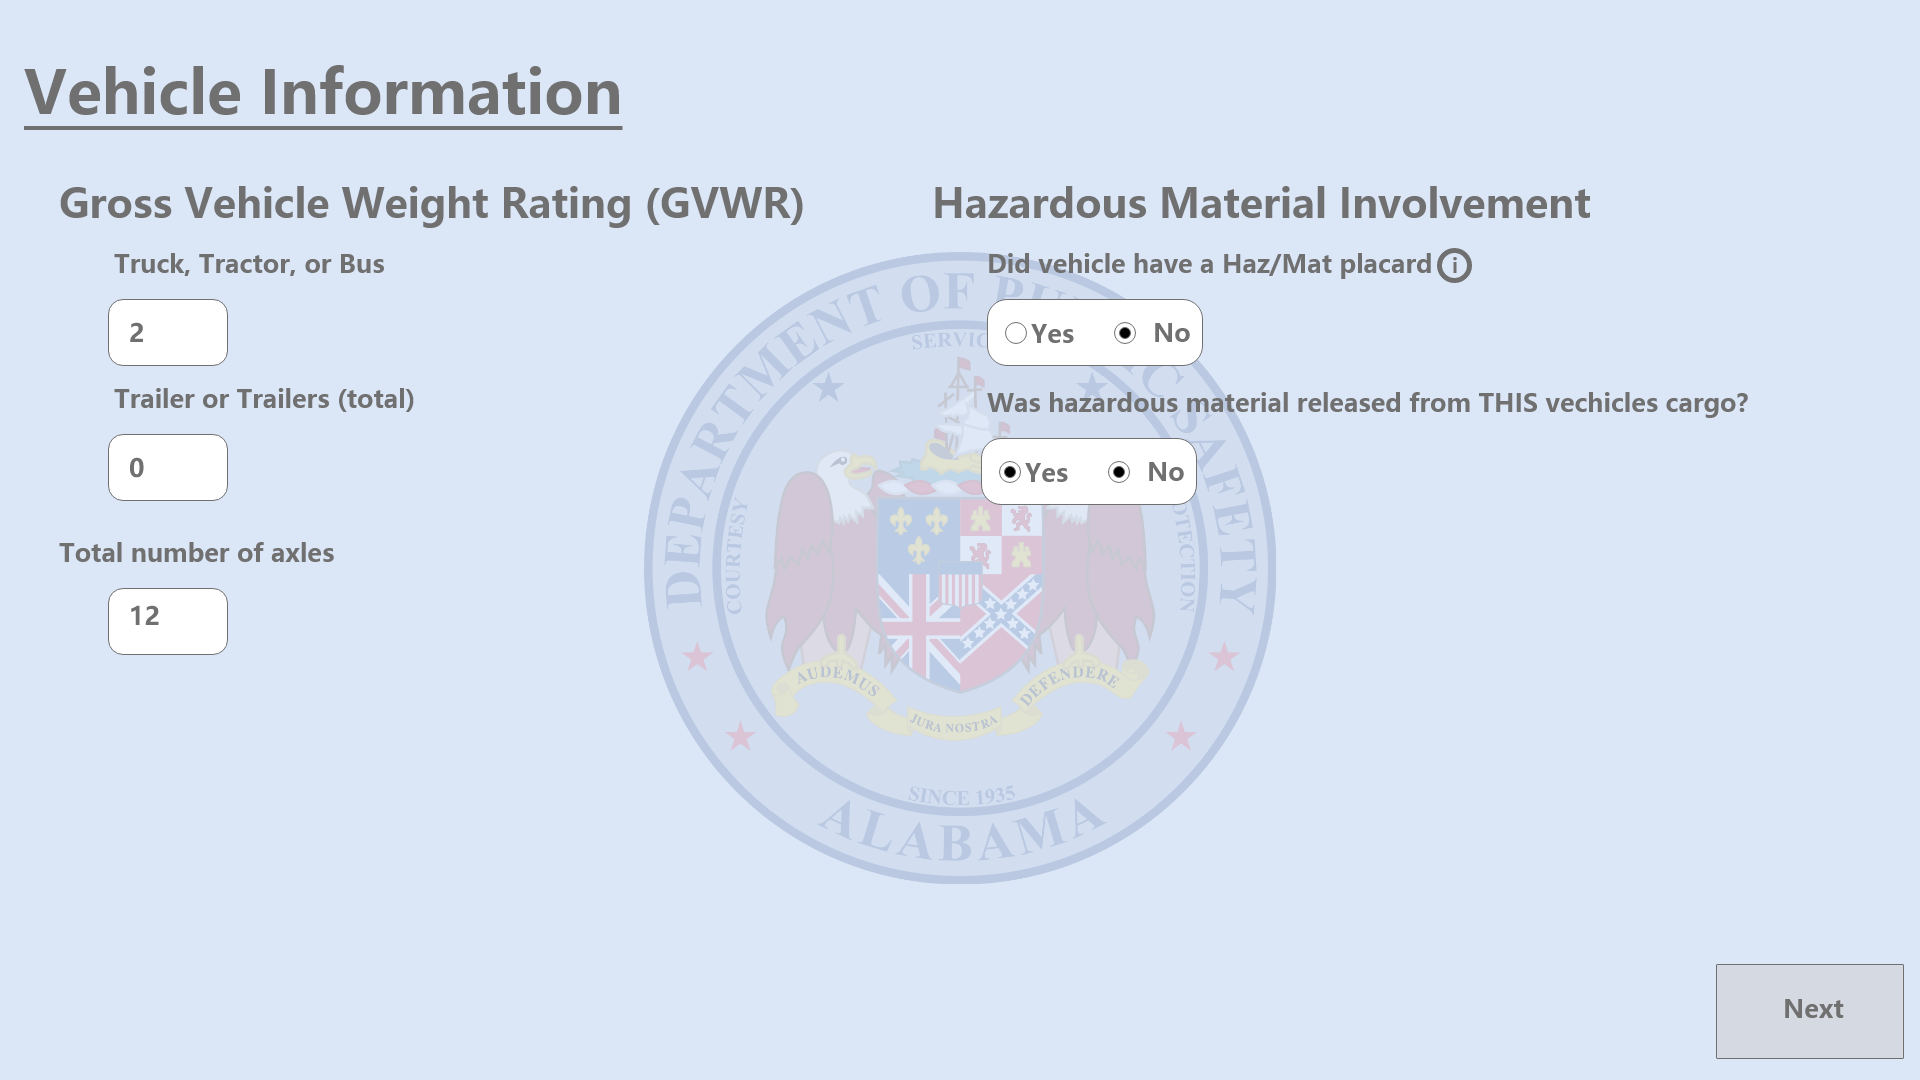 Vehicle Information
Gross Vehicle Weight Rating (GVWR)
Truck, Tractor, or Bus
2
Trailer or Trailers (total)
0
Total number of axles
12
Hazardous Material Involvement
Did vehicle have a Haz/Mat placard i
Yes No
Was hazardous material released from THIS vechicles cargo?
Yes No
DEPARTMENT OF PUBLIC SAFETY
COURTESY
AUDEMUS
JURA NOSTRA
DEFENDERE
SINCE 1935
ALABAMA
Next